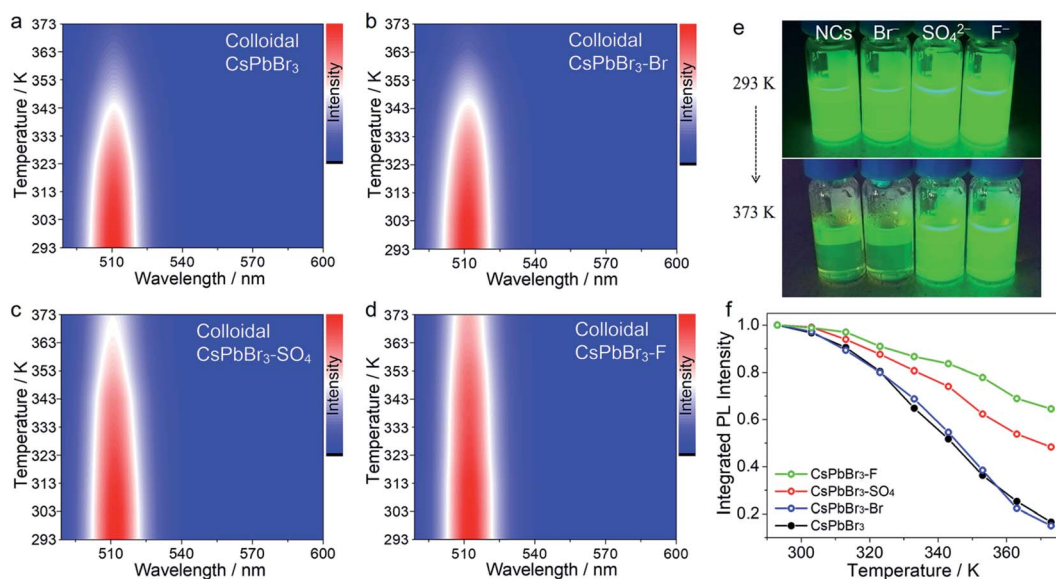 a
373
363
353
343
333
323
313
303
293
Temperature / K
Colloidal
CsPbBr₃
Intensity
510
540
570
600
Wavelength / nm
b
373
363
353
343
333
323
313
303
293
Temperature / K
Colloidal
CsPbBr₃-Br
Intensity
510
540
570
600
Wavelength / nm
c
373
363
353
343
333
323
313
303
293
Temperature / K
Colloidal
CsPbBr₃-SO₄
Intensity
510
540
570
600
Wavelength / nm
d
373
363
353
343
333
323
313
303
293
Temperature / K
Colloidal
CsPbBr₃-F
Intensity
510
540
570
600
Wavelength / nm
e
NCs Br⁻ SO₄²⁻ F⁻
293 K
373 K
f
1.0
0.8
0.6
0.4
0.2
Integrated PL Intensity
CsPbBr₃-F
CsPbBr₃-SO₄
CsPbBr₃-Br
CsPbBr₃
300
320
340
360
Temperature / K